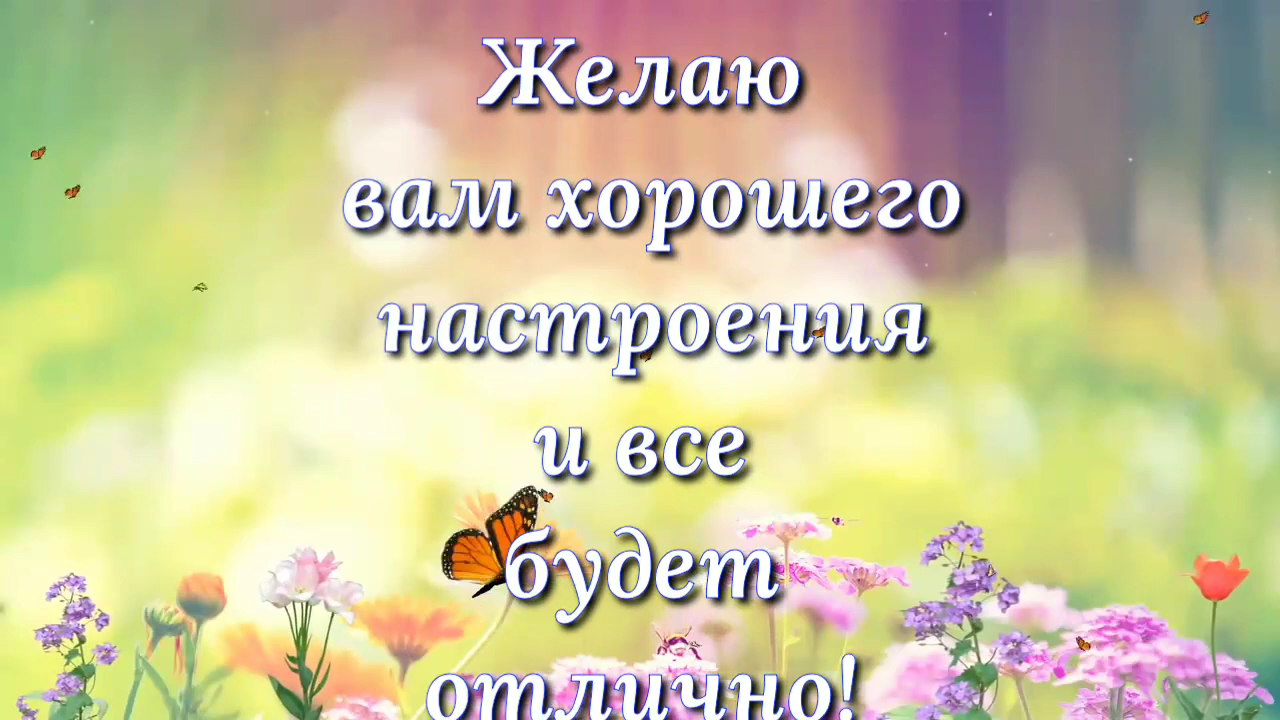 Желаю
вам хорошего
настроения
и все
будет
отлично!